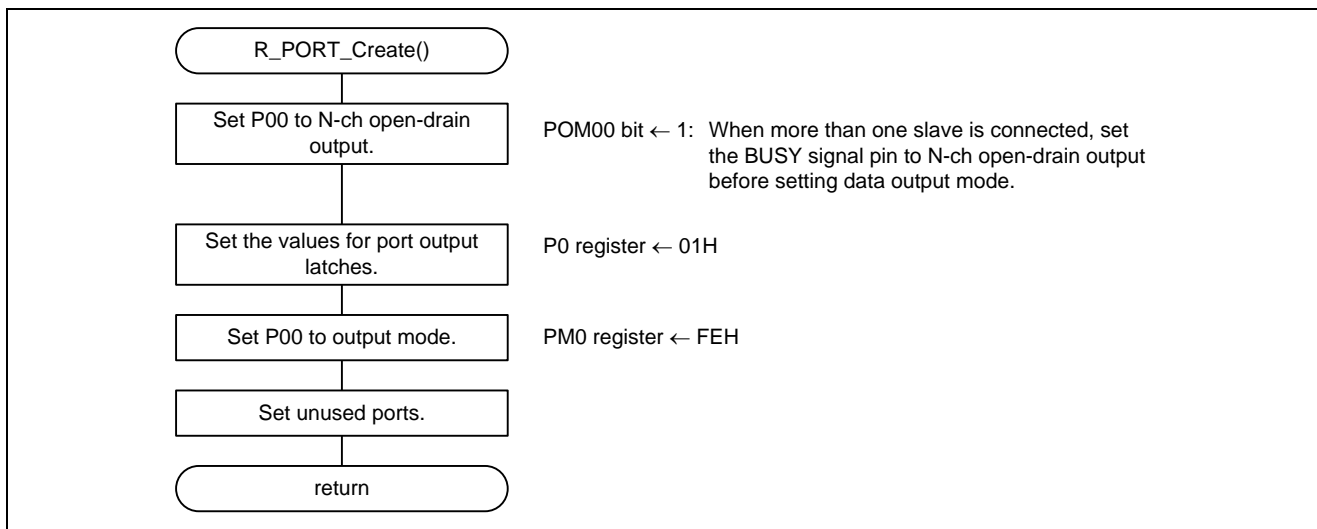 R_PORT_Create()
Set P00 to N-ch open-drain
output.
POM00 bit ← 1: When more than one slave is connected, set
the BUSY signal pin to N-ch open-drain output
before setting data output mode.
Set the values for port output
latches.
P0 register ← 01H
Set P00 to output mode.
PM0 register ← FEH
Set unused ports.
return